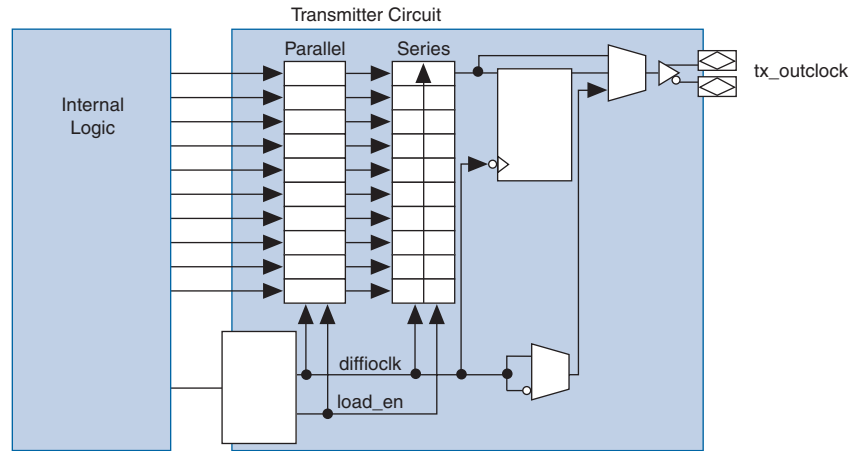 Transmitter Circuit
Parallel
Series
Internal
Logic
tx_outclock
diffioclk
load_en